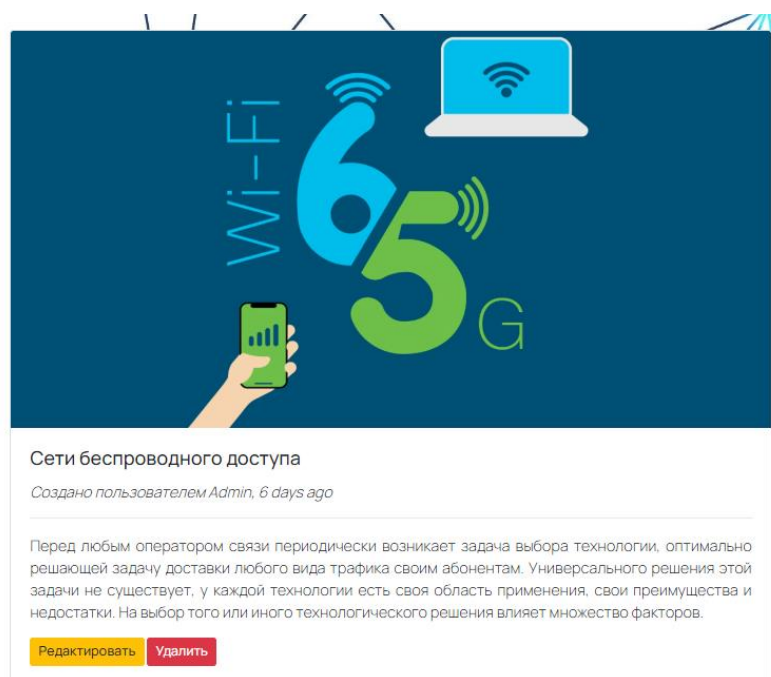 Wi-Fi
6
5
G
Сети беспроводного доступа
Создано пользователем Admin, 6 days ago
Перед любым оператором связи периодически возникает задача выбора технологии, оптимально
решающей задачу доставки любого вида трафика своим абонентам. Универсального решения этой
задачи не существует, у каждой технологии есть своя область применения, свои преимущества и
недостатки. На выбор того или иного технологического решения влияет множество факторов.
Редактировать Удалить